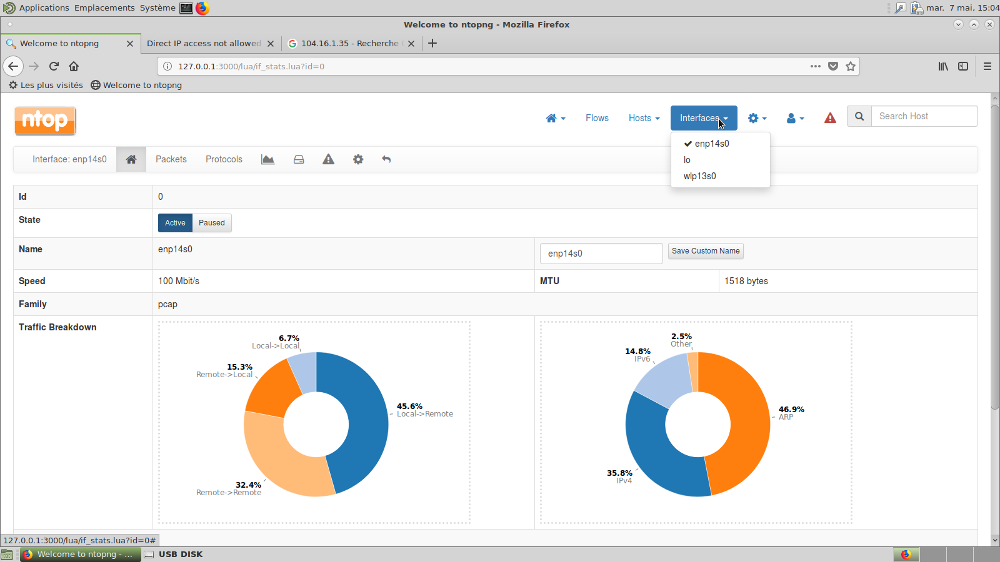 Applications Emplacements Système mar. 7 mai, 15:04
Welcome to ntopng - Mozilla Firefox
Welcome to ntopng Direct IP access not allowed 104.16.1.35 - Recherche
127.0.0.1:3000/lua/if_stats.lua?id=0
Les plus visités Welcome to ntopng
ntop Flows Hosts Interfaces Search Host
enp14s0
lo
wlp13s0
Interface: enp14s0 Packets Protocols
Id 0
State Active Paused
Name enp14s0 enp14s0 Save Custom Name
Speed 100 Mbit/s MTU 1518 bytes
Family pcap
Traffic Breakdown
6.7%
Local->Local
15.3%
Remote->Local
45.6%
Local->Remote
32.4%
Remote->Remote
2.5%
Other
14.8%
IPv6
46.9%
ARP
35.8%
IPv4
127.0.0.1:3000/lua/if_stats.lua?id=0#
Welcome to ntopng - ... USB DISK